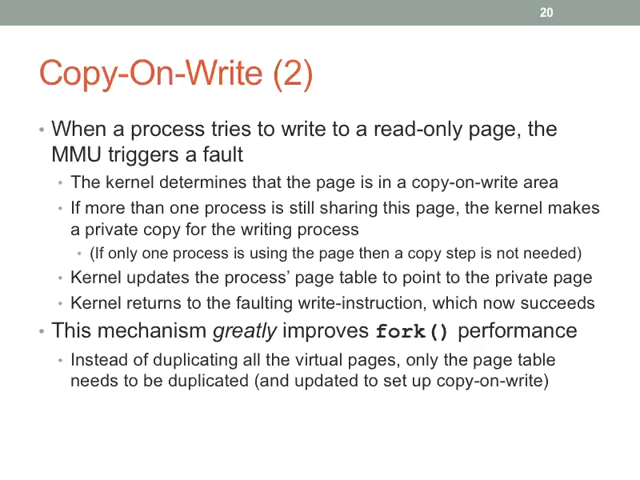 20
Copy-On-Write (2)
• When a process tries to write to a read-only page, the
MMU triggers a fault
• The kernel determines that the page is in a copy-on-write area
• If more than one process is still sharing this page, the kernel makes
a private copy for the writing process
• (If only one process is using the page then a copy step is not needed)
• Kernel updates the process' page table to point to the private page
• Kernel returns to the faulting write-instruction, which now succeeds
• This mechanism greatly improves fork() performance
• Instead of duplicating all the virtual pages, only the page table
needs to be duplicated (and updated to set up copy-on-write)